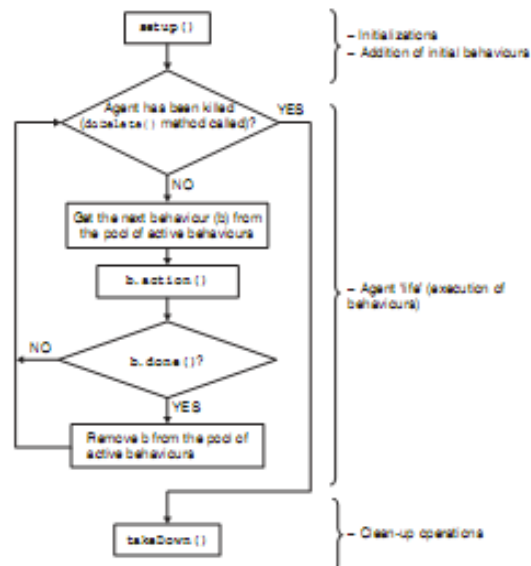 setup()
– Initializations
– Addition of initial behaviours
Agent has been killed
(doDelete() method called)?
YES
NO
Get the next behaviour (b) from
the pool of active behaviours
b.action()
– Agent 'life' (execution of
behaviours)
NO
b.done()?
YES
Remove b from the pool of
active behaviours
takeDown()
– Clean-up operations